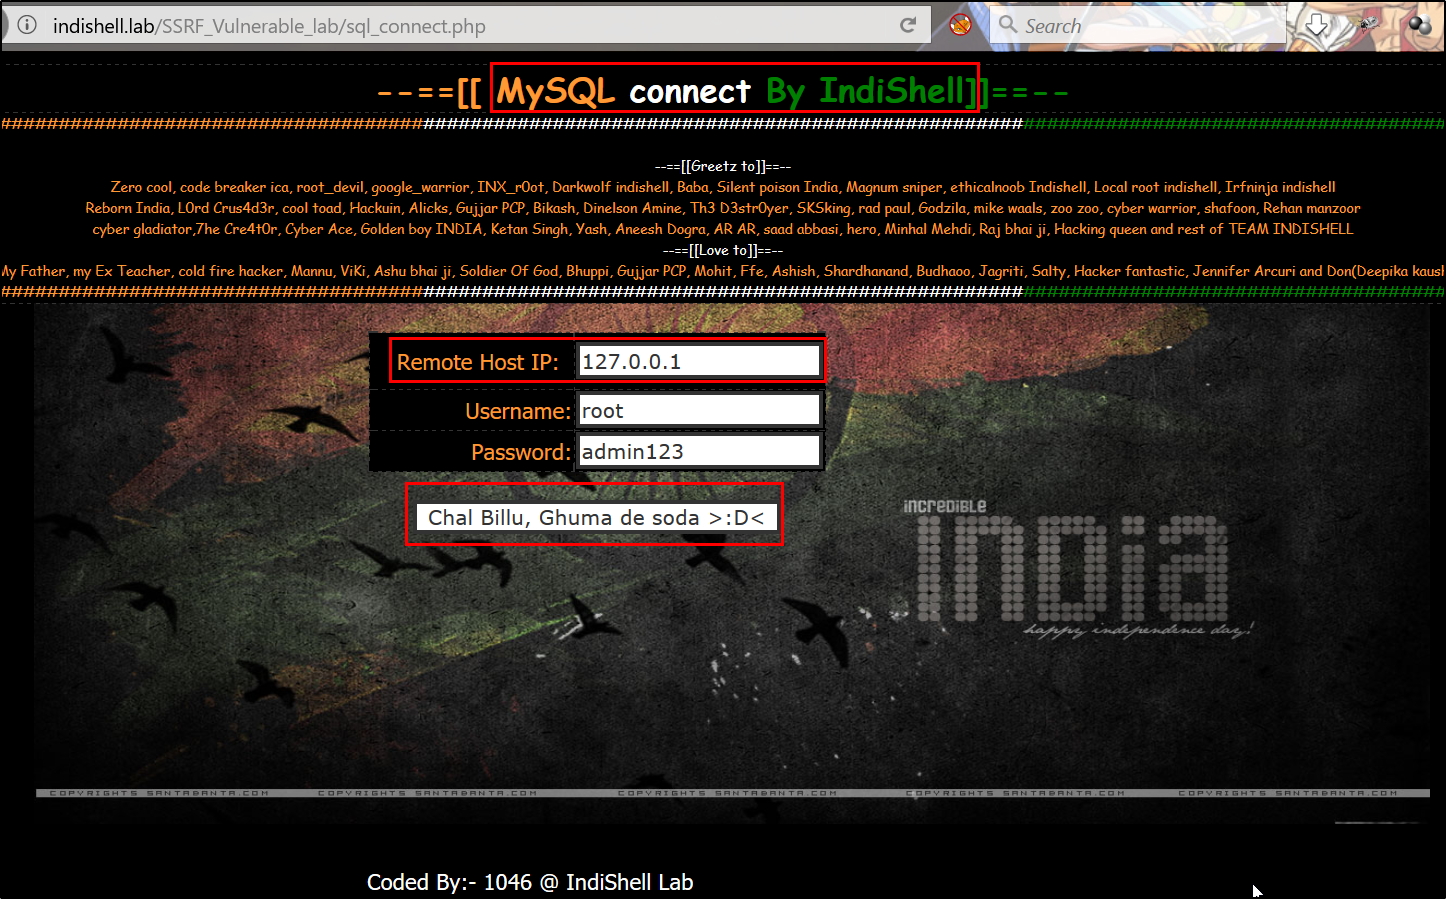 indishell.lab/SSRF_Vulnerable_lab/sql_connect.php
Search
--==[[ MySQL connect By IndiShell]]==--
--==[[Greetz to]]==--
Zero cool, code breaker ica, root_devil, google_warrior, INX_r0ot, Darkwolf indishell, Baba, Silent poison India, Magnum sniper, ethicalnoob Indishell, Local root indishell, Irfninja indishell
Reborn India, L0rd Crus4d3r, cool toad, Hackuin, Alicks, Gujjar PCP, Bikash, Dinelson Amine, Th3 D3str0yer, SKSking, rad paul, Godzila, mike waals, zoo zoo, cyber warrior, shafoon, Rehan manzoor
cyber gladiator,7he Cre4t0r, Cyber Ace, Golden boy INDIA, Ketan Singh, Yash, Aneesh Dogra, AR AR, saad abbasi, hero, Minhal Mehdi, Raj bhai ji, Hacking queen and rest of TEAM INDISHELL
--==[[Love to]]==--
My Father, my Ex Teacher, cold fire hacker, Mannu, ViKi, Ashu bhai ji, Soldier Of God, Bhuppi, Gujjar PCP, Mohit, Ffe, Ashish, Shardhanand, Budhaoo, Jagriti, Salty, Hacker fantastic, Jennifer Arcuri and Don(Deepika kaush
Remote Host IP: 127.0.0.1
Username: root
Password: admin123
Chal Billu, Ghuma de soda >:D<
INCREDIBLE
India
happy independence day!
COPYRIGHTS SANTABANTA.COM COPYRIGHTS SANTABANTA.COM COPYRIGHTS SANTABANTA.COM COPYRIGHTS SANTABANTA.COM COPYRIGHTS SANTABANTA.COM
Coded By:- 1046 @ IndiShell Lab